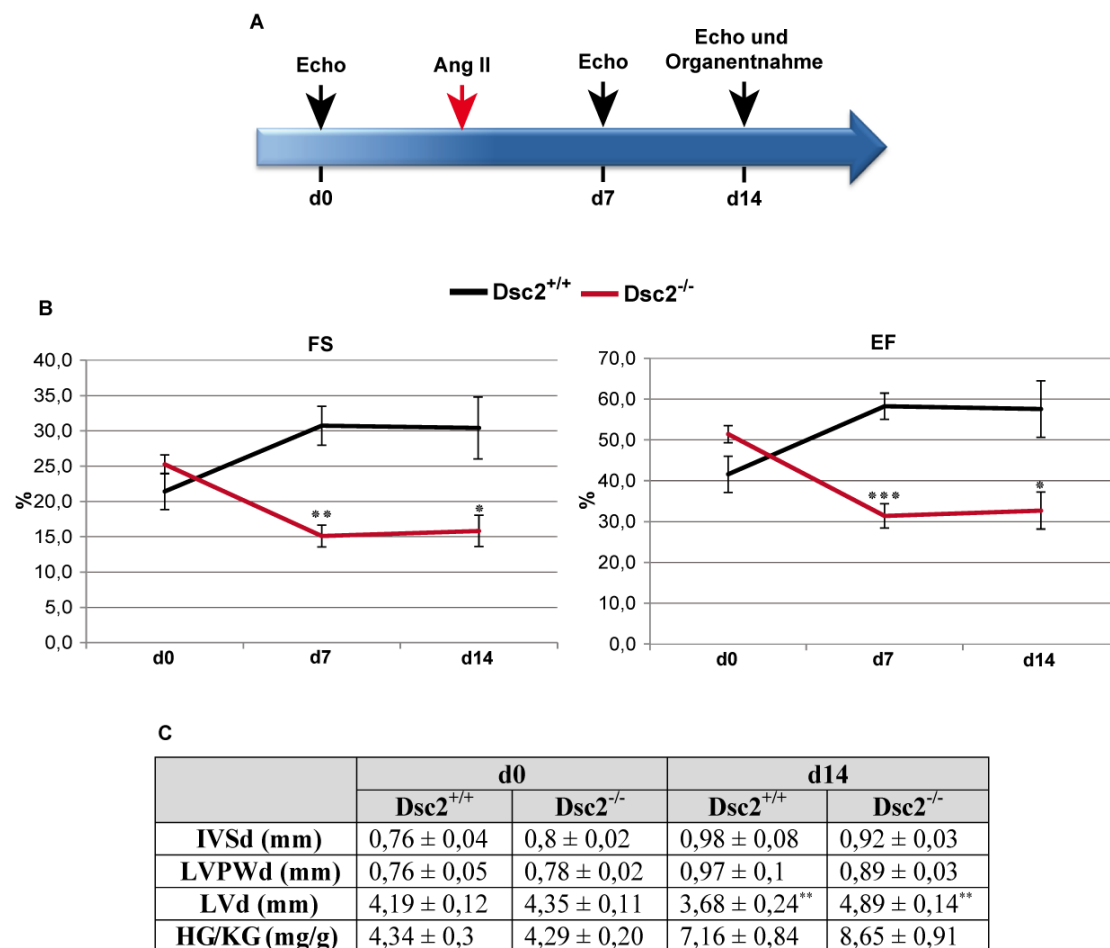 A
Echo
Ang II
Echo
Echo und
Organentnahme
d0
d7
d14
Dsc2+/+
Dsc2-/-
B
FS
40,0
35,0
30,0
25,0
20,0
15,0
10,0
5,0
0,0
%
**
*
d0
d7
d14
EF
70,0
60,0
50,0
40,0
30,0
20,0
10,0
0,0
%
***
*
d0
d7
d14
C
d0 d14
Dsc2+/+ Dsc2-/- Dsc2+/+ Dsc2-/-
IVSd (mm) 0,76 ± 0,04 0,8 ± 0,02 0,98 ± 0,08 0,92 ± 0,03
LVPWd (mm) 0,76 ± 0,05 0,78 ± 0,02 0,97 ± 0,1 0,89 ± 0,03
LVd (mm) 4,19 ± 0,12 4,35 ± 0,11 3,68 ± 0,24** 4,89 ± 0,14**
HG/KG (mg/g) 4,34 ± 0,3 4,29 ± 0,20 7,16 ± 0,84 8,65 ± 0,91